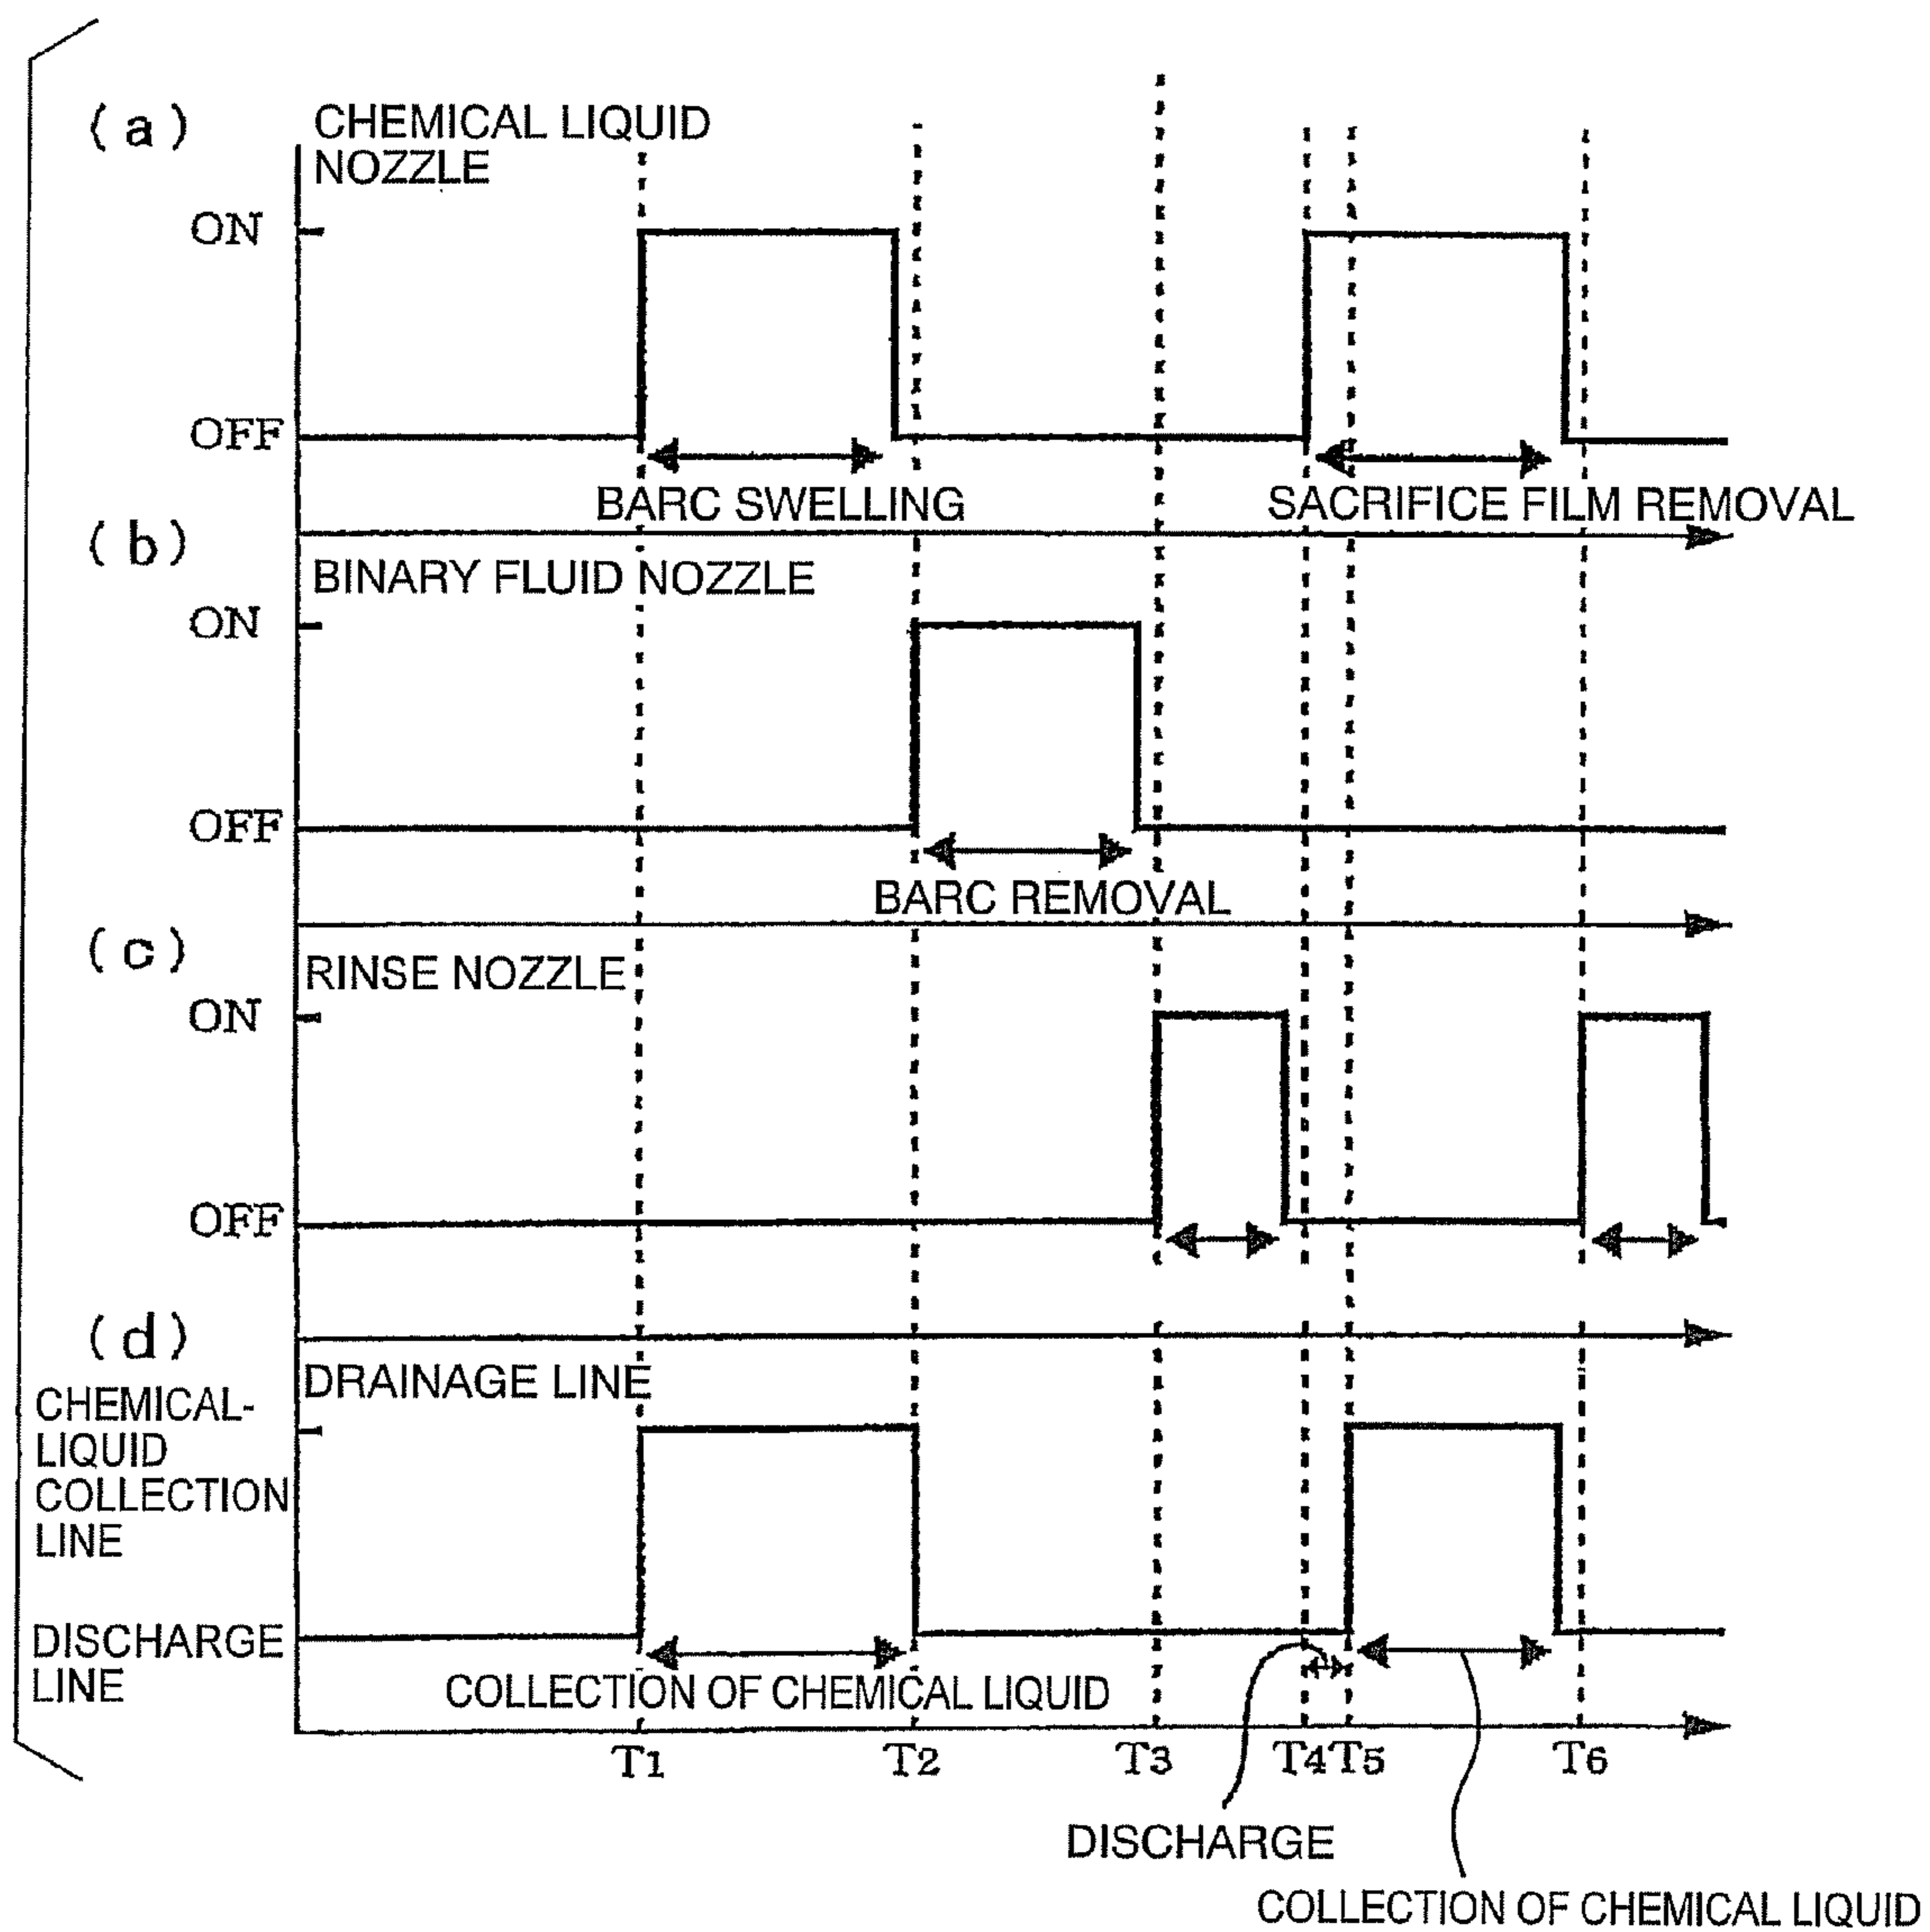 (a)
CHEMICAL LIQUID
NOZZLE
ON
OFF
BARC SWELLING
SACRIFICE FILM REMOVAL
(b)
BINARY FLUID NOZZLE
ON
OFF
BARC REMOVAL
(c)
RINSE NOZZLE
ON
OFF
(d)
DRAINAGE LINE
CHEMICAL-
LIQUID
COLLECTION
LINE
DISCHARGE
LINE
COLLECTION OF CHEMICAL LIQUID
T1 T2 T3 T4 T5 T6
DISCHARGE
COLLECTION OF CHEMICAL LIQUID